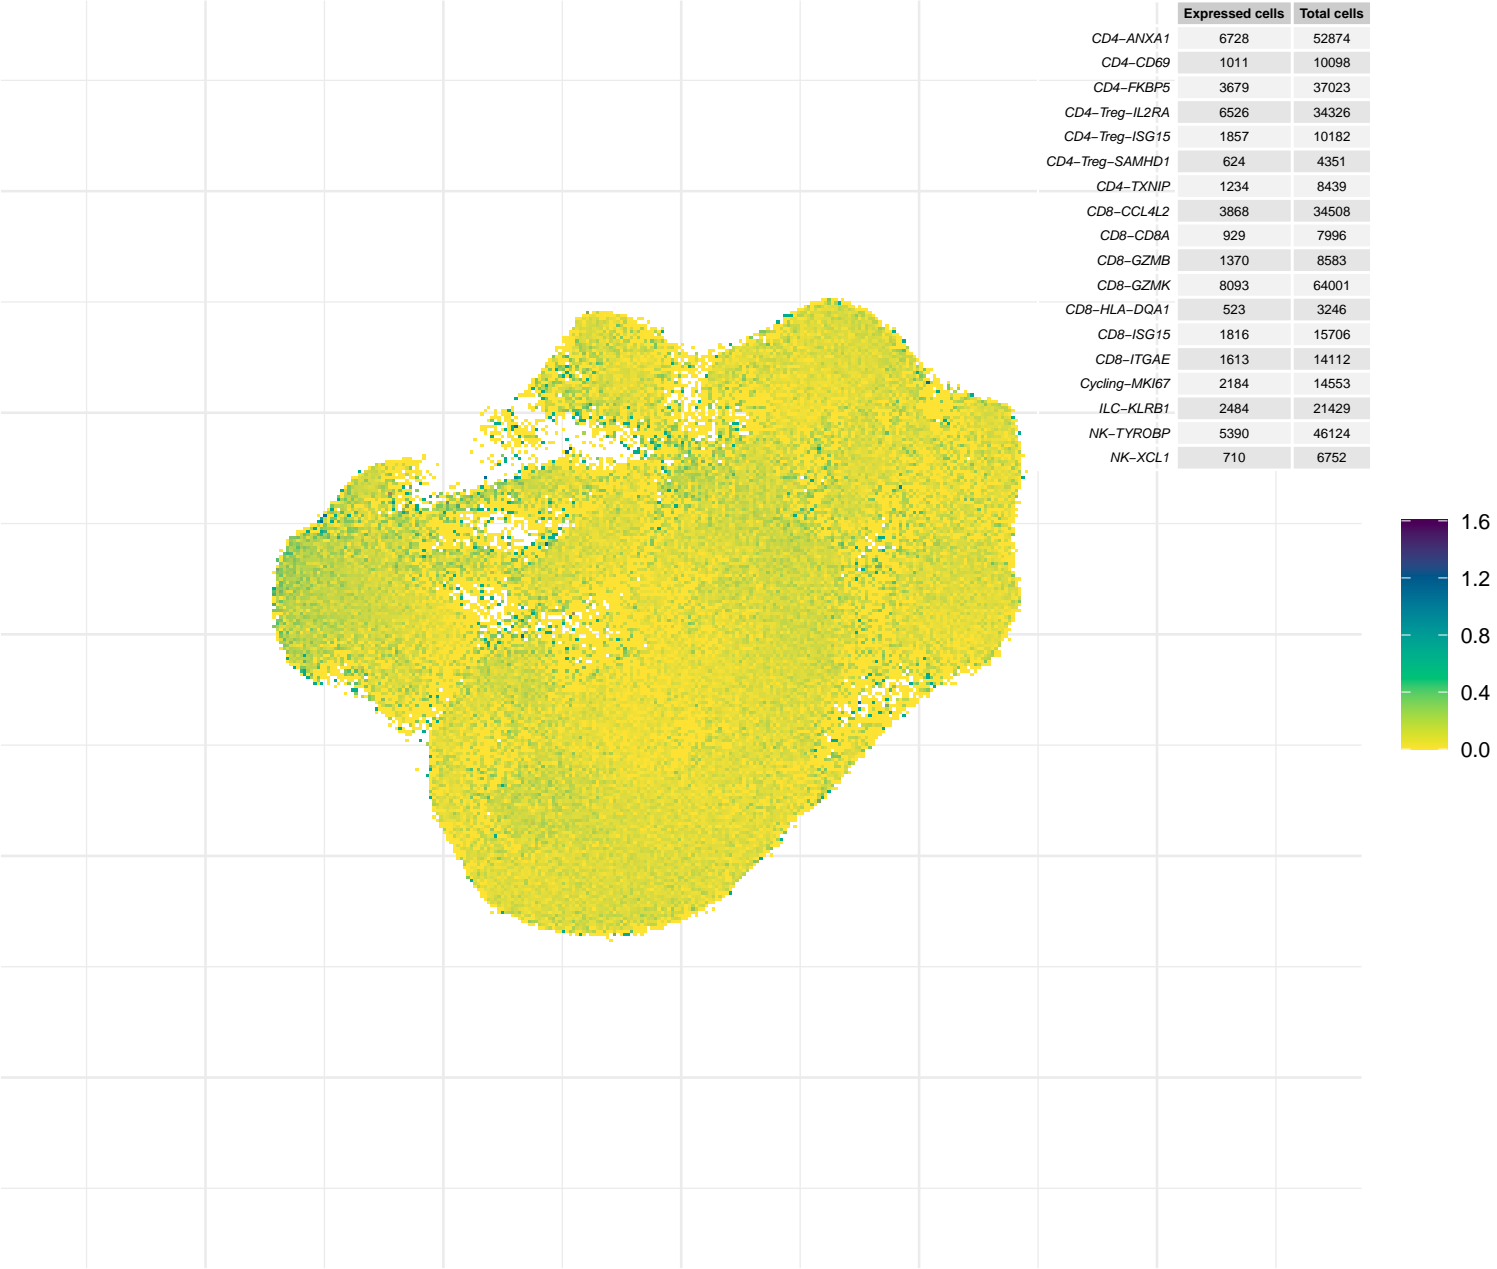 Expressed cells Total cells
CD4−ANXA1 6728 52874
CD4−CD69 1011 10098
CD4−FKBP5 3679 37023
CD4−Treg−IL2RA 6526 34326
CD4−Treg−ISG15 1857 10182
CD4−Treg−SAMHD1 624 4351
CD4−TXNIP 1234 8439
CD8−CCL4L2 3868 34508
CD8−CD8A 929 7996
CD8−GZMB 1370 8583
CD8−GZMK 8093 64001
CD8−HLA−DQA1 523 3246
CD8−ISG15 1816 15706
CD8−ITGAE 1613 14112
Cycling−MKI67 2184 14553
ILC−KLRB1 2484 21429
NK−TYROBP 5390 46124
NK−XCL1 710 6752
1.6
1.2
0.8
0.4
0.0